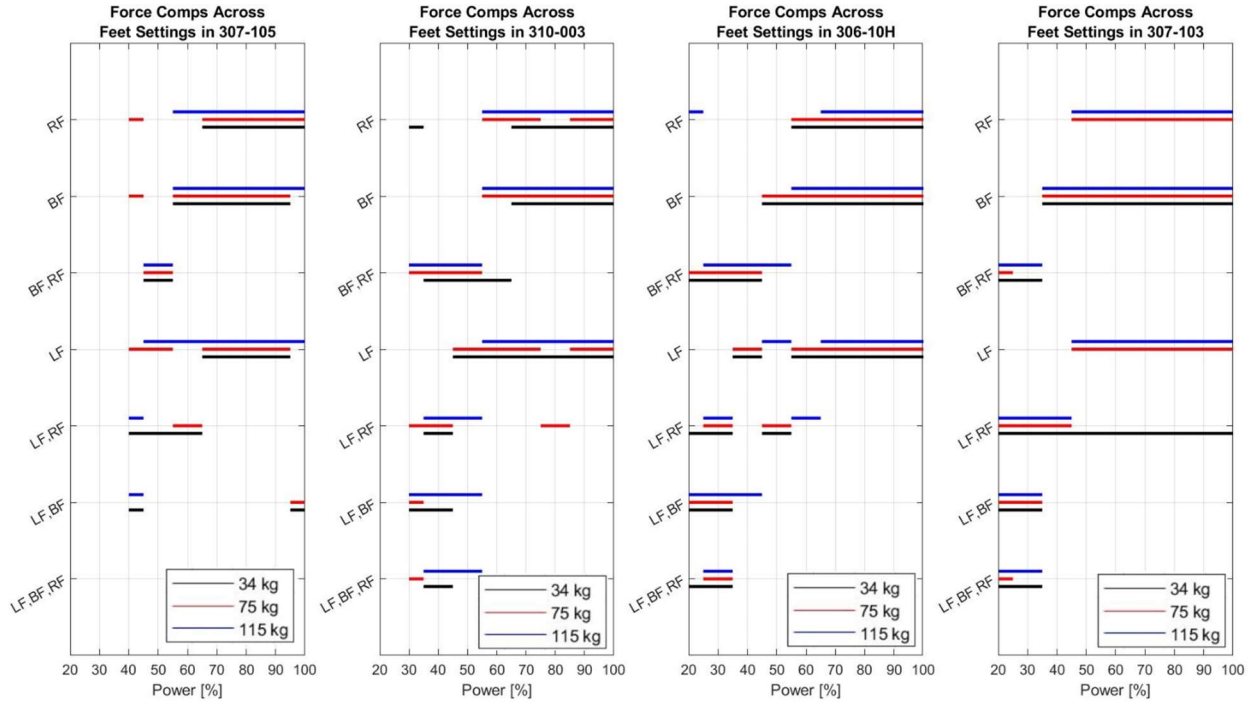 Force Comps Across
Feet Settings in 307-105
RF
BF
BF,RF
LF
LF,RF
LF,BF
LF,BF,RF
34 kg
75 kg
115 kg
20 30 40 50 60 70 80 90 100
Power [%]
Force Comps Across
Feet Settings in 310-003
RF
BF
BF,RF
LF
LF,RF
LF,BF
LF,BF,RF
34 kg
75 kg
115 kg
20 30 40 50 60 70 80 90 100
Power [%]
Force Comps Across
Feet Settings in 306-10H
RF
BF
BF,RF
LF
LF,RF
LF,BF
LF,BF,RF
34 kg
75 kg
115 kg
20 30 40 50 60 70 80 90 100
Power [%]
Force Comps Across
Feet Settings in 307-103
RF
BF
BF,RF
LF
LF,RF
LF,BF
LF,BF,RF
34 kg
75 kg
115 kg
20 30 40 50 60 70 80 90 100
Power [%]